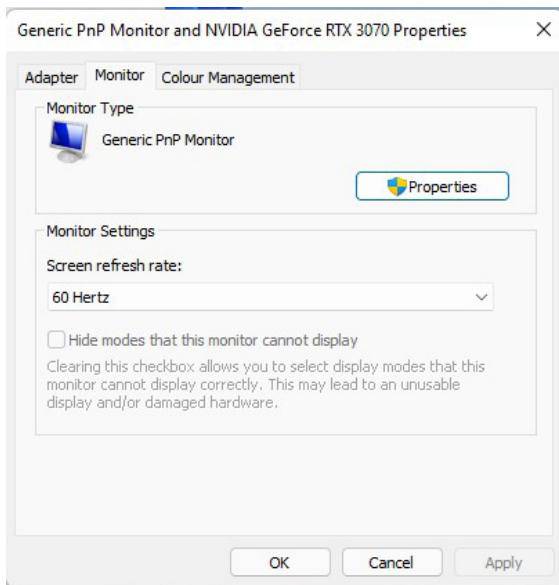 Generic PnP Monitor and NVIDIA GeForce RTX 3070 Properties
Adapter Monitor Colour Management
Monitor Type
Generic PnP Monitor
Properties
Monitor Settings
Screen refresh rate:
60 Hertz
Hide modes that this monitor cannot display
Clearing this checkbox allows you to select display modes that this
monitor cannot display correctly. This may lead to an unusable
display and/or damaged hardware.
OK Cancel Apply